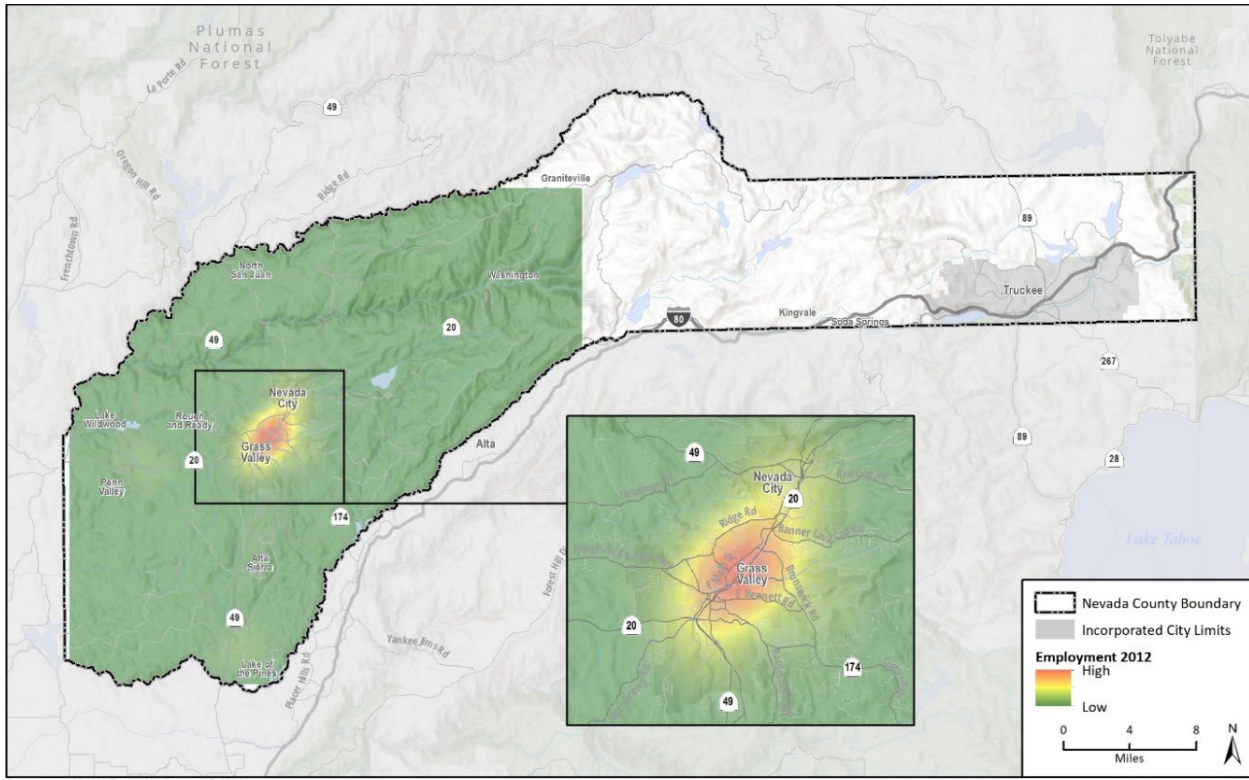 Plumas
National
Forest
Toiyabe
National
Forest
La Porte Rd
49
Oregon Hill Rd
Ridge Rd
Frenchtown Rd
Graniteville
89
North
San Juan
Washington
Truckee
Kingvale
Soda Springs
80
20
49
267
Nevada
City
Lake
Wildwood
Rough
and Ready
Grass
Valley
Alta
20
Penn
Valley
174
89
28
Lake Tahoe
Alta
Sierra
49
Lake of
the Pines
Placer Hills Rd
Yankee Jims Rd
Forest Hill
49
Nevada
City
20
Ridge Rd
Banner Lava Cap Rd
Grass
Valley
E Bennett Rd
Brunswick Rd
20
174
49
Nevada County Boundary
Incorporated City Limits
Employment 2012
High
Low
0 4 8
Miles
N